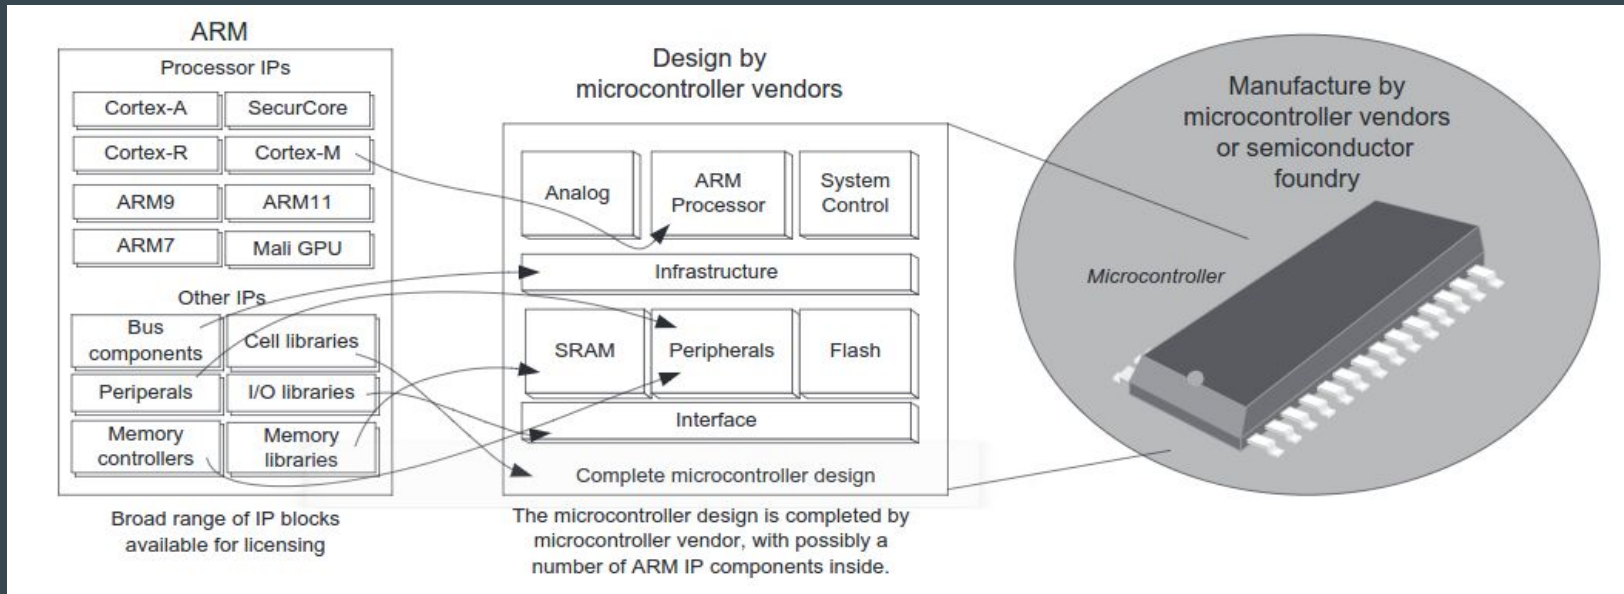 ARM
Processor IPs
Cortex-A
SecurCore
Cortex-R
Cortex-M
ARM9
ARM11
ARM7
Mali GPU
Other IPs
Bus
components
Cell libraries
Periperals
I/O libraries
Memory
controllers
Memory
libraries
Broad range of IP blocks
available for licensing
Design by
microcontroller vendors
Analog
ARM
Processor
System
Control
Infrastructure
SRAM
Peripherals
Flash
Interface
Complete microcontroller design
The microcontroller design is completed by
microcontroller vendor, with possibly a
number of ARM IP components inside.
Manufacture by
microcontroller vendors
or semiconductor
foundry
Microcontroller